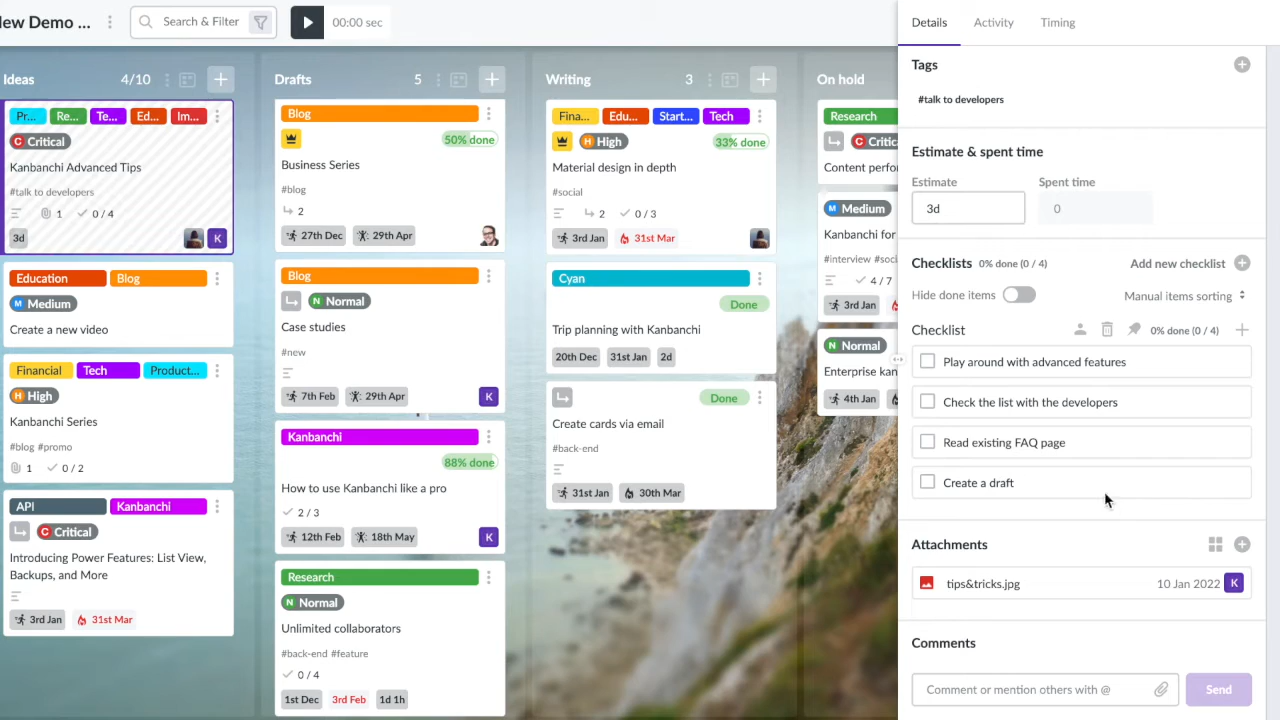 New Demo ...
Search & Filter
00:00 sec
Ideas
4/10
Pr...
Re...
Te...
Ed...
Im...
C Critical
Kanbanchi Advanced Tips
#talk to developers
1
0 / 4
3d
K
Education
Blog
M Medium
Create a new video
Financial
Tech
Product...
H High
Kanbanchi Series
#blog #promo
1
0 / 2
API
Kanbanchi
C Critical
Introducing Power Features: List View,
Backups, and More
3rd Jan
31st Mar
Drafts
5
Blog
50% done
Business Series
#blog
2
27th Dec
29th Apr
Blog
N Normal
Case studies
#new
7th Feb
29th Apr
K
Kanbanchi
88% done
How to use Kanbanchi like a pro
2 / 3
12th Feb
18th May
K
Research
N Normal
Unlimited collaborators
#back-end #feature
0 / 4
1st Dec
3rd Feb
1d 1h
Writing
3
Fina...
Edu...
Start...
Tech
H High
33% done
Material design in depth
#social
2
0 / 3
3rd Jan
31st Mar
Cyan
Done
Trip planning with Kanbanchi
20th Dec
31st Jan
2d
Done
Create cards via email
#back-end
31st Jan
30th Mar
On hold
Research
C Critic
Content perfo
M Medium
Kanbanchi for
#interview #soci
4 / 7
3rd Jan
N Normal
Enterprise kan
4th Jan
Details
Activity
Timing
Tags
#talk to developers
Estimate & spent time
Estimate
Spent time
3d
0
Checklists
0% done (0 / 4)
Add new checklist
Hide done items
Manual items sorting
Checklist
0% done (0 / 4)
Play around with advanced features
Check the list with the developers
Read existing FAQ page
Create a draft
Attachments
tips&tricks.jpg
10 Jan 2022
K
Comments
Comment or mention others with @
Send